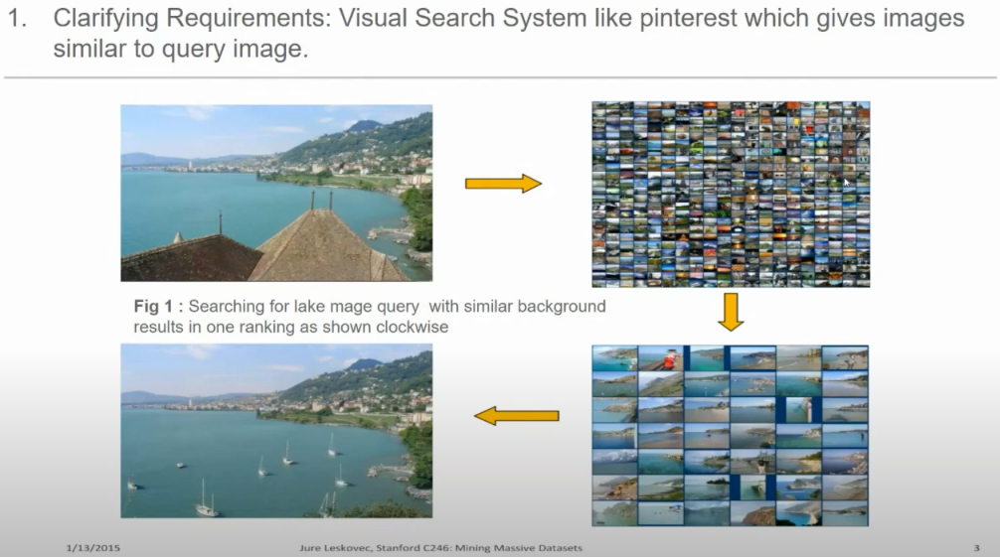 1. Clarifying Requirements: Visual Search System like pinterest which gives images
similar to query image.
Fig 1 : Searching for lake mage query with similar background
results in one ranking as shown clockwise
1/13/2015
Jure Leskovec, Stanford C246: Mining Massive Datasets
3